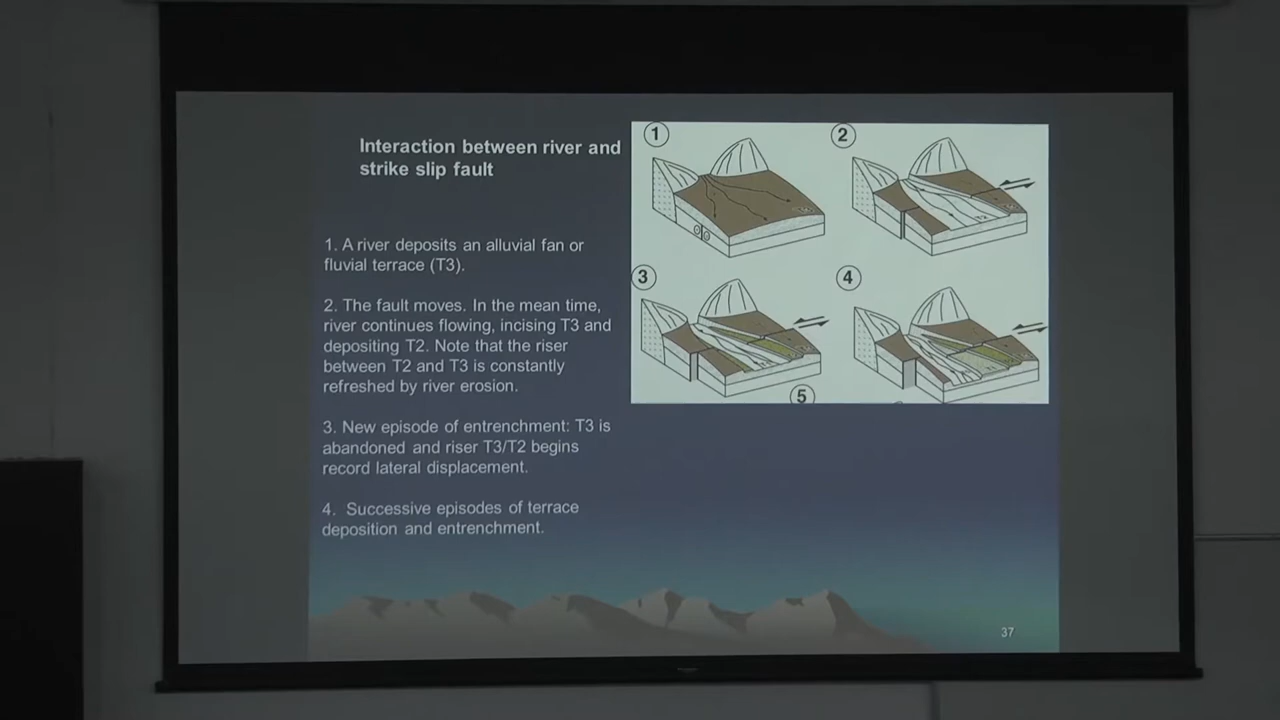 Interaction between river and
strike slip fault
1. A river deposits an alluvial fan or
fluvial terrace (T3).
2. The fault moves. In the mean time,
river continues flowing, incising T3 and
depositing T2. Note that the riser
between T2 and T3 is constantly
refreshed by river erosion.
3. New episode of entrenchment: T3 is
abandoned and riser T3/T2 begins
record lateral displacement.
4. Successive episodes of terrace
deposition and entrenchment.
1
2
3
4
5
37